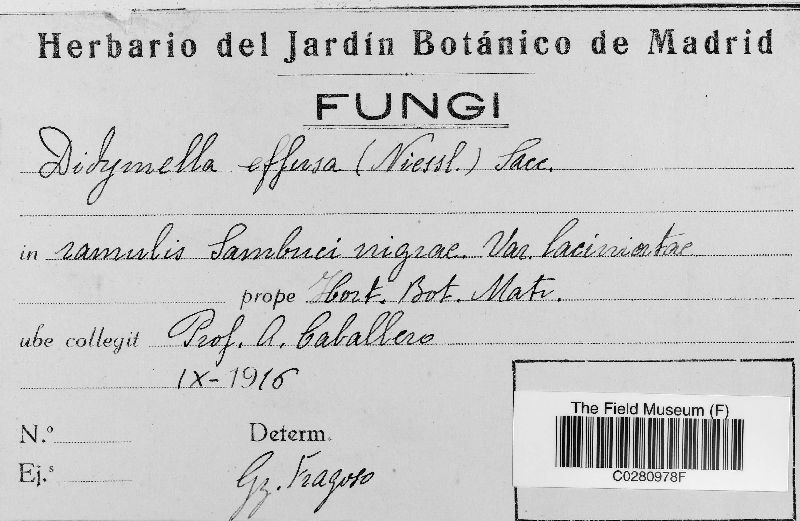 Herbario del Jardín Botánico de Madrid
FUNGI
Didymella effusa (Niessl.) Sacc.
in ramulis Sambuci nigrae. Var. laciniatae
prope Hort. Bot. Matr.
ube collegit Prof. A. Caballero
IX-1916
N.º
Determ.
Ej.s
Gz. Fragoso
The Field Museum (F)
C0280978F